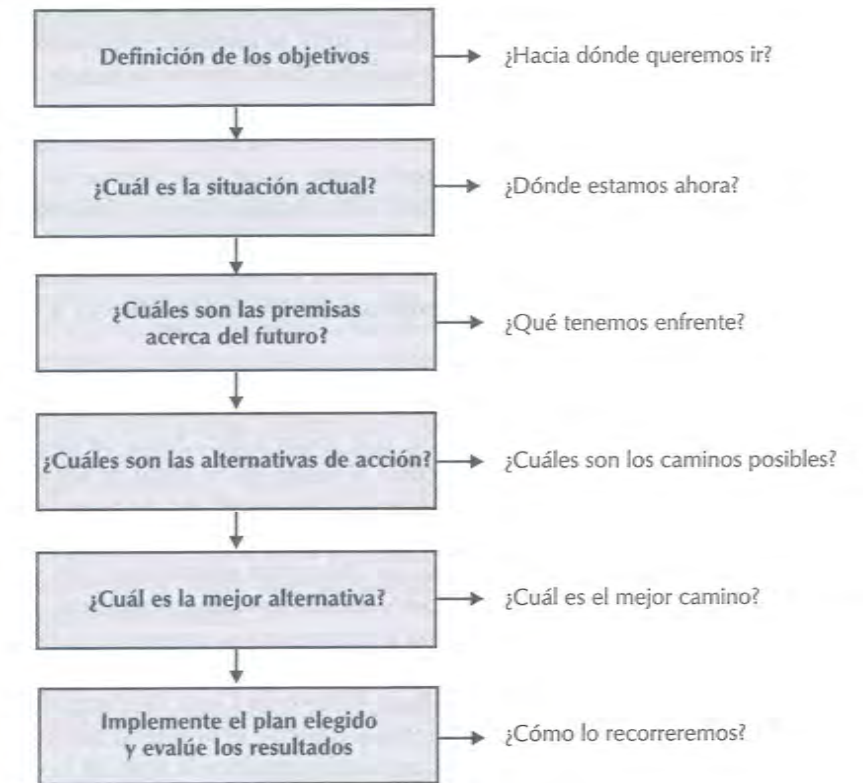 Definición de los objetivos
¿Hacia dónde queremos ir?
¿Cuál es la situación actual?
¿Dónde estamos ahora?
¿Cuáles son las premisas
acerca del futuro?
¿Qué tenemos enfrente?
¿Cuáles son las alternativas de acción?
¿Cuáles son los caminos posibles?
¿Cuál es la mejor alternativa?
¿Cuál es el mejor camino?
Implemente el plan elegido
y evalúe los resultados
¿Cómo lo recorreremos?